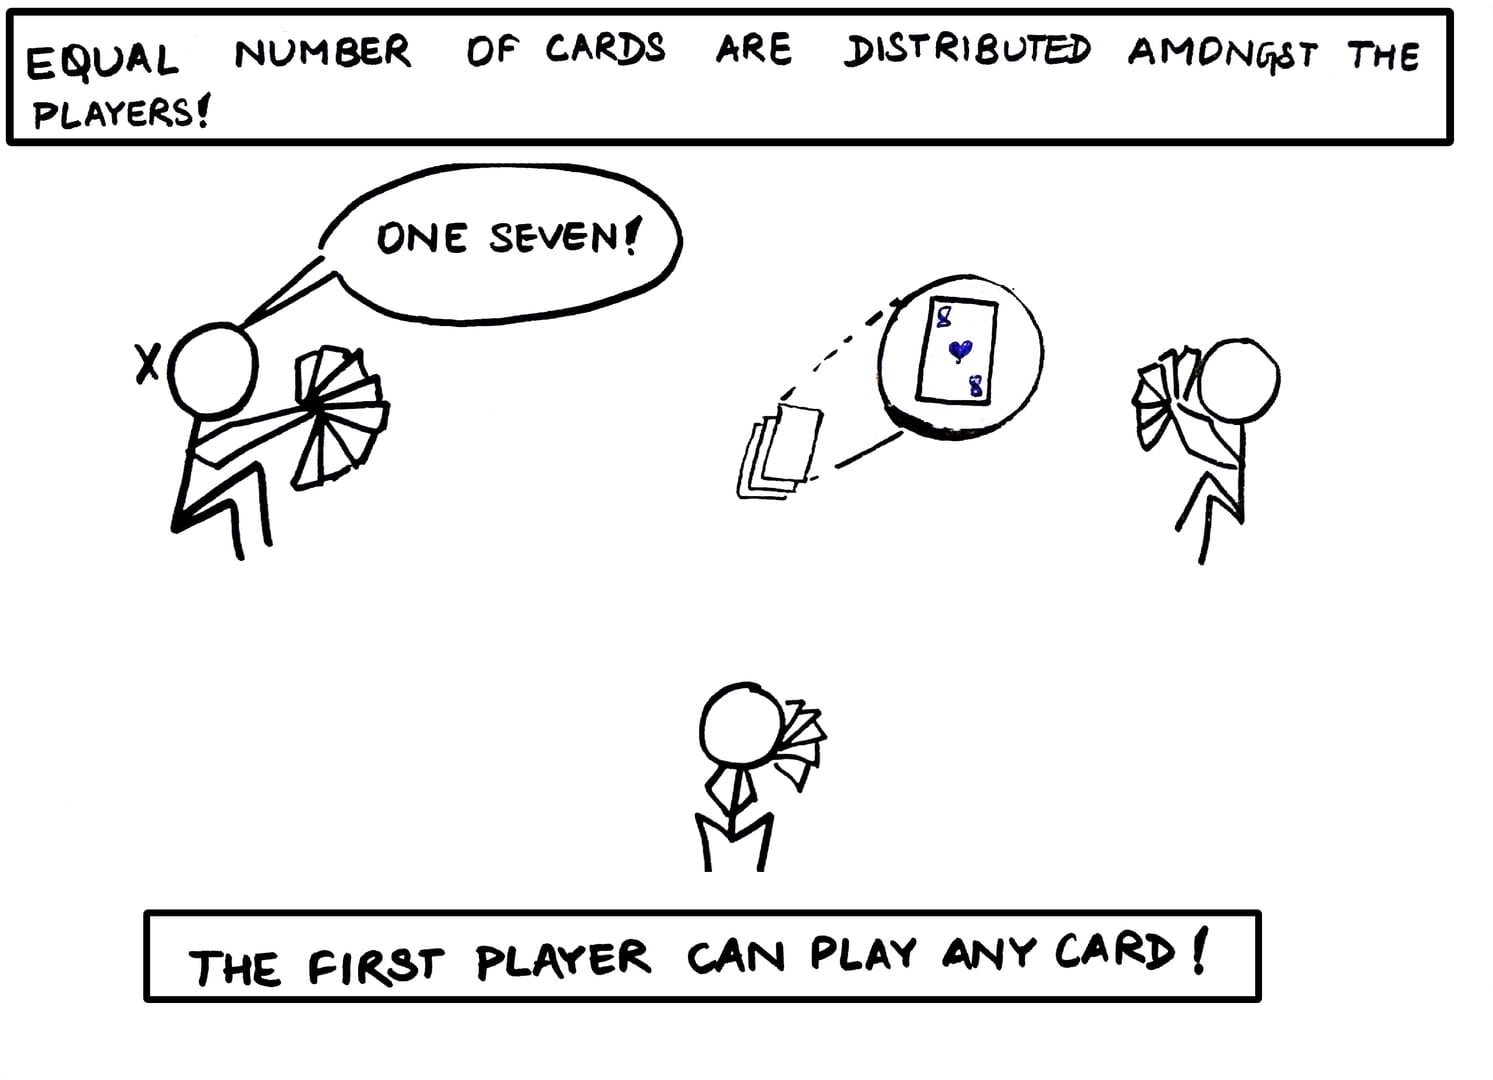 EQUAL NUMBER OF CARDS ARE DISTRIBUTED AMONGST THE
PLAYERS!
ONE SEVEN!
8
8
X
THE FIRST PLAYER CAN PLAY ANY CARD!